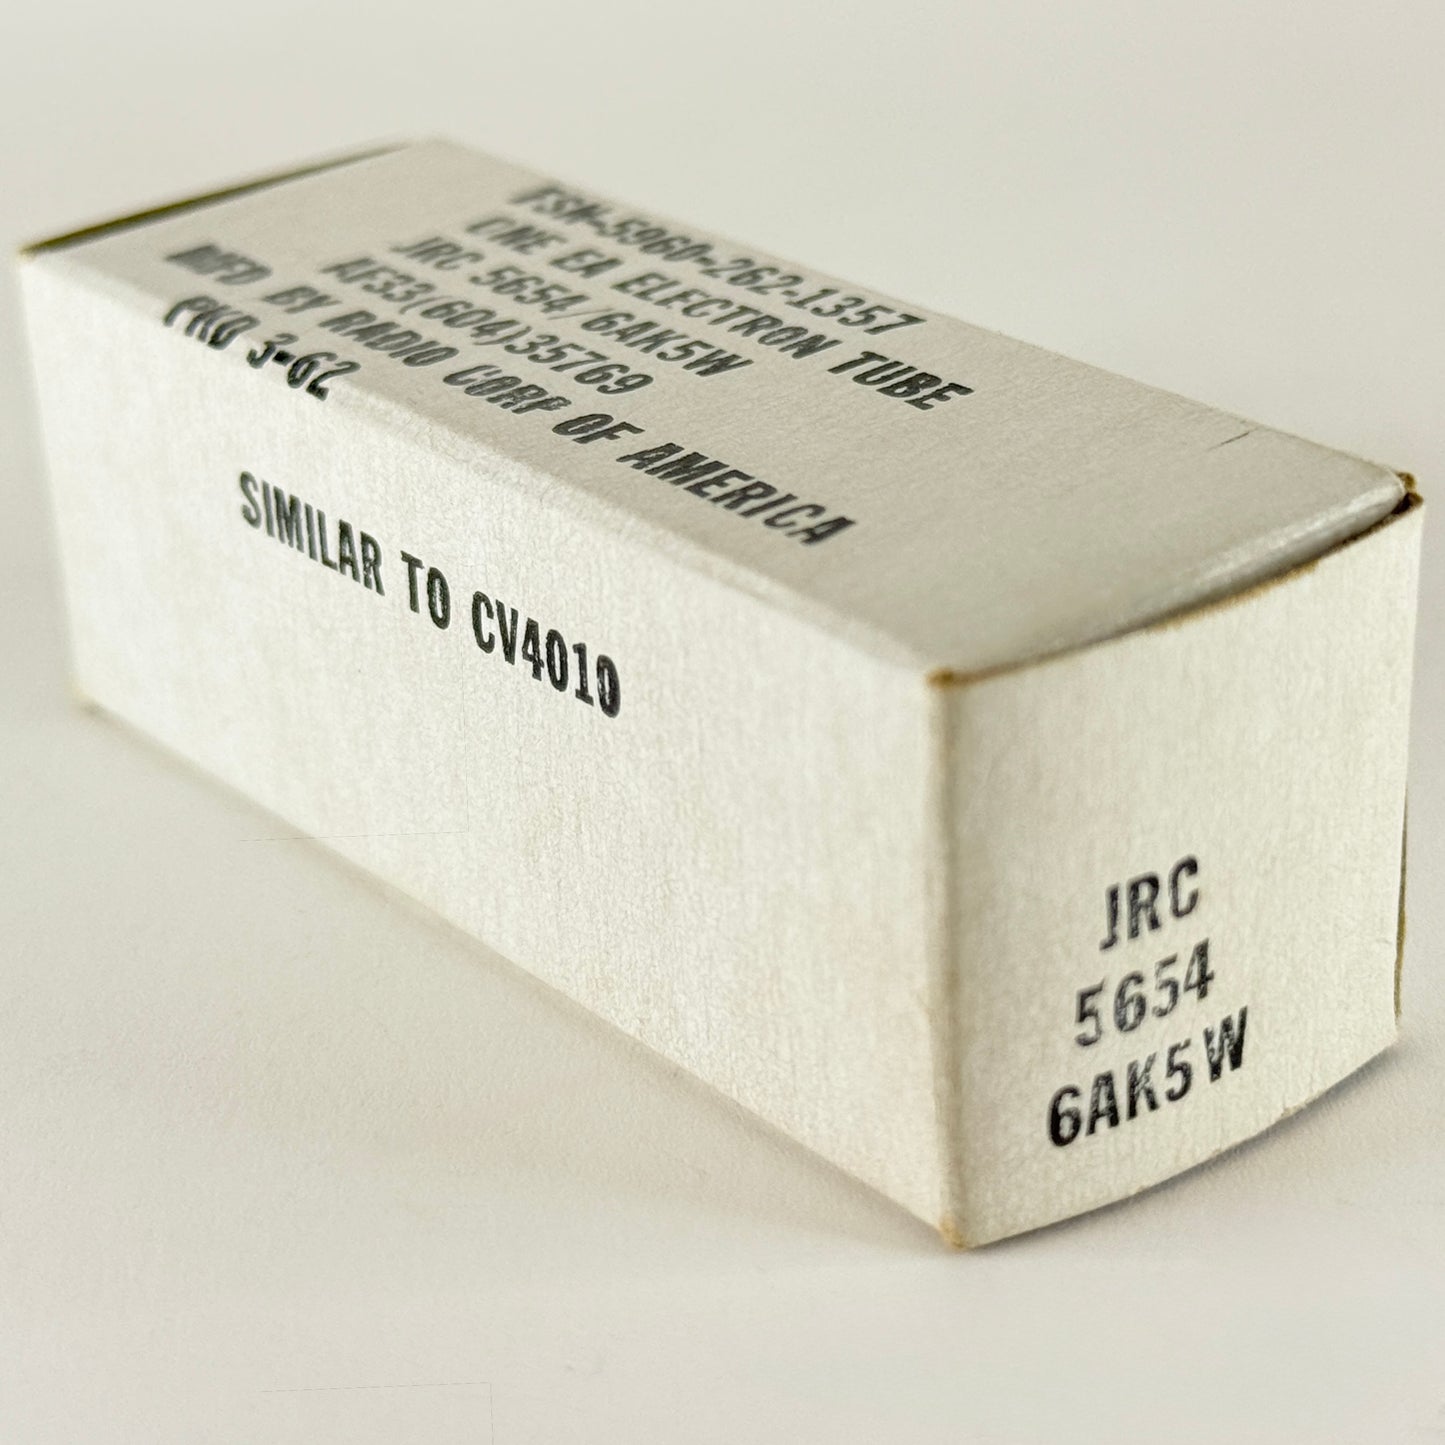 FSN-5960-262-1357
ONE EA ELECTRON TUBE
JRC 5654/6AK5W
AF33(604)35769
MFD BY RADIO CORP OF AMERICA
PKD 3-62
SIMILAR TO CV4010
JRC
5654
6AK5W